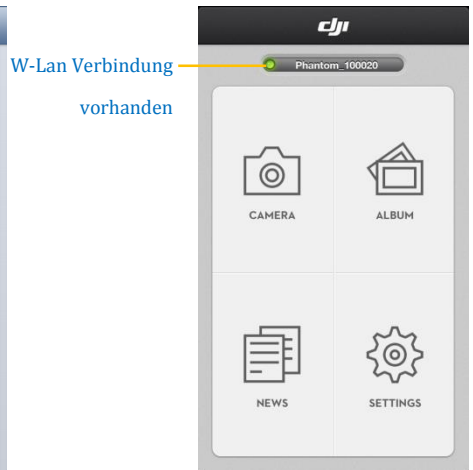 dji
W-Lan Verbindung
vorhanden
Phantom_100020
CAMERA
ALBUM
NEWS
SETTINGS